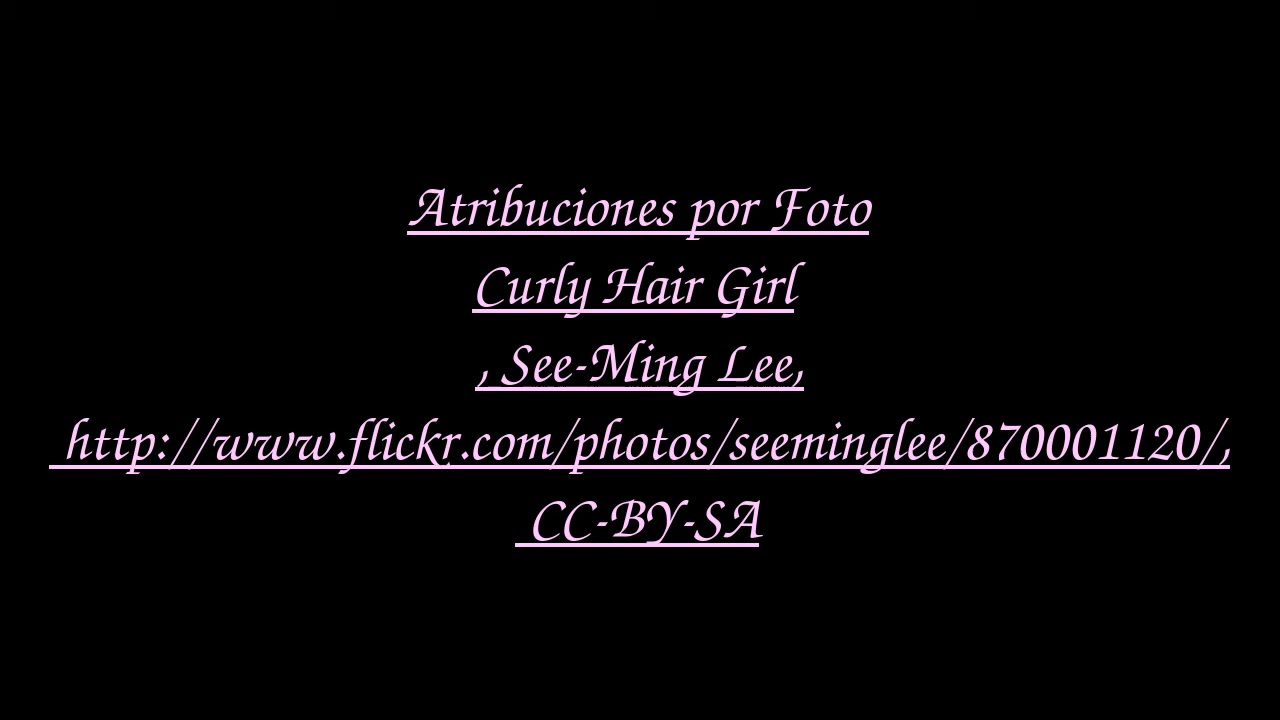 Atribuciones por Foto
Curly Hair Girl
, See-Ming Lee,
http://www.flickr.com/photos/seeminglee/870001120/,
CC-BY-SA